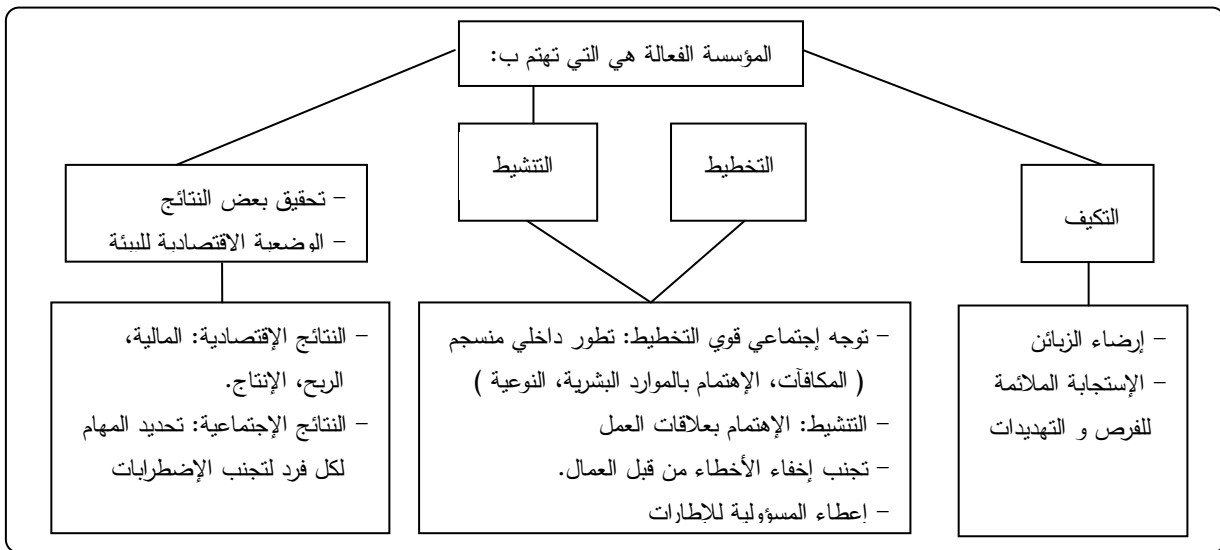 المؤسسة الفعالة هي التي تهتم ب:
التكيف
التخطيط
التنشيط
– تحقيق بعض النتائج
– الوضعية الاقتصادية للبيئة
– إرضاء الزبائن
– الإستجابة الملائمة
للفرص و التهديدات
– توجه إجتماعي قوي التخطيط: تطور داخلي منسجم
( المكافآت، الإهتمام بالموارد البشرية، النوعية )
– التنشيط: الإهتمام بعلاقات العمل
– تجنب إخفاء الأخطاء من قبل العمال.
– إعطاء المسؤولية للإطارات
– النتائج الإقتصادية: المالية،
الربح، الإنتاج.
– النتائج الإجتماعية: تحديد المهام
لكل فرد لتجنب الإضطرابات